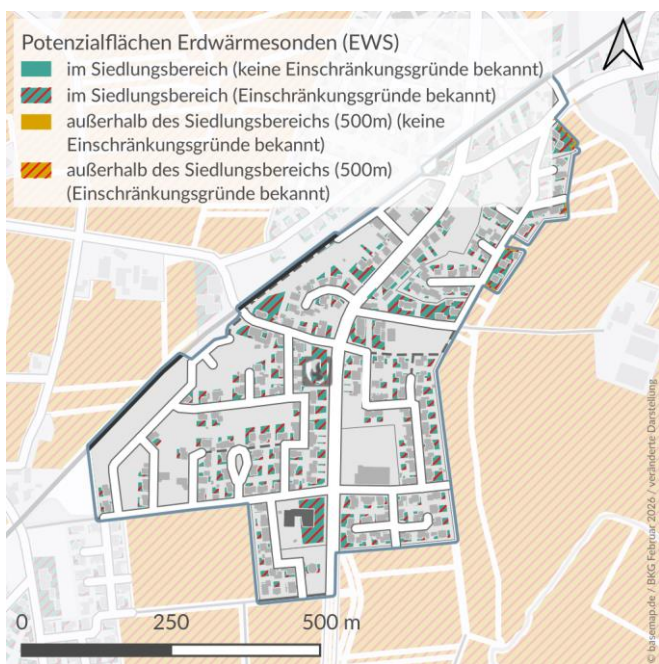 Potenzialflächen Erdwärmesonden (EWS)
im Siedlungsbereich (keine Einschränkungsgründe bekannt)
im Siedlungsbereich (Einschränkungsgründe bekannt)
außerhalb des Siedlungsbereichs (500m) (keine
Einschränkungsgründe bekannt)
außerhalb des Siedlungsbereichs (500m)
(Einschränkungsgründe bekannt)
0 250 500 m
© basemap.de / BKG Februar 2026 / veränderte Darstellung